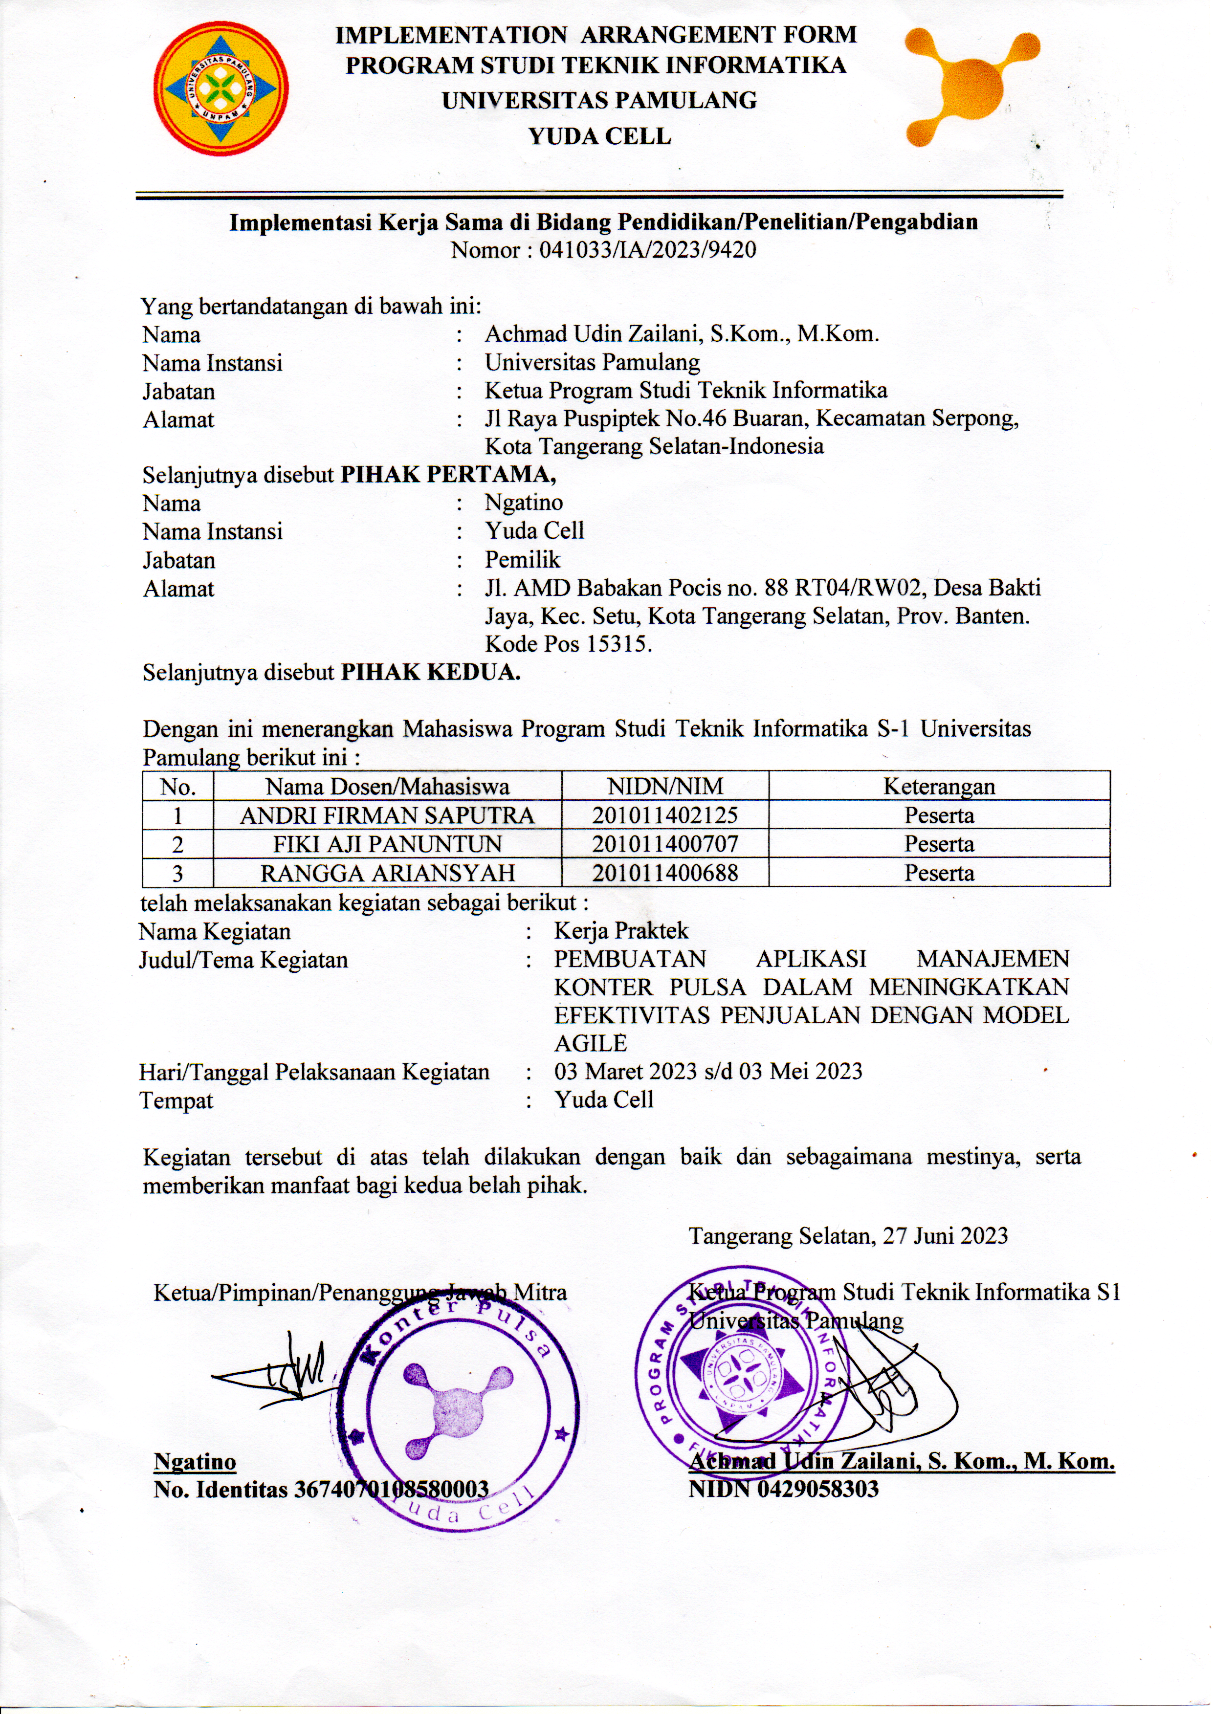 IMPLEMENTATION ARRANGEMENT FORM
PROGRAM STUDI TEKNIK INFORMATIKA
UNIVERSITAS PAMULANG
YUDA CELL
UNIVERSITAS PAMULANG
UNPAM
Implementasi Kerja Sama di Bidang Pendidikan/Penelitian/Pengabdian
Nomor : 041033/IA/2023/9420
Yang bertandatangan di bawah ini:
Nama : Achmad Udin Zailani, S.Kom., M.Kom.
Nama Instansi : Universitas Pamulang
Jabatan : Ketua Program Studi Teknik Informatika
Alamat : Jl Raya Puspiptek No.46 Buaran, Kecamatan Serpong,
Kota Tangerang Selatan-Indonesia
Selanjutnya disebut PIHAK PERTAMA,
Nama : Ngatino
Nama Instansi : Yuda Cell
Jabatan : Pemilik
Alamat : Jl. AMD Babakan Pocis no. 88 RT04/RW02, Desa Bakti
Jaya, Kec. Setu, Kota Tangerang Selatan, Prov. Banten.
Kode Pos 15315.
Selanjutnya disebut PIHAK KEDUA.
Dengan ini menerangkan Mahasiswa Program Studi Teknik Informatika S-1 Universitas
Pamulang berikut ini :
No. Nama Dosen/Mahasiswa NIDN/NIM Keterangan
1 ANDRI FIRMAN SAPUTRA 201011402125 Peserta
2 FIKI AJI PANUNTUN 201011400707 Peserta
3 RANGGA ARIANSYAH 201011400688 Peserta
telah melaksanakan kegiatan sebagai berikut :
Nama Kegiatan : Kerja Praktek
Judul/Tema Kegiatan : PEMBUATAN APLIKASI MANAJEMEN
KONTER PULSA DALAM MENINGKATKAN
EFEKTIVITAS PENJUALAN DENGAN MODEL
AGILE
Hari/Tanggal Pelaksanaan Kegiatan : 03 Maret 2023 s/d 03 Mei 2023
Tempat : Yuda Cell
Kegiatan tersebut di atas telah dilakukan dengan baik dan sebagaimana mestinya, serta
memberikan manfaat bagi kedua belah pihak.
Tangerang Selatan, 27 Juni 2023
Ketua/Pimpinan/Penanggung Jawab Mitra
Ketua Program Studi Teknik Informatika S1
Universitas Pamulang
Konter Pulsa
Yuda Cell
PROGRAM STUDI TEKNIK INFORMATIKA
UNIVERSITAS PAMULANG
UNPAM
Ngatino
No. Identitas 3674070108580003
Achmad Udin Zailani, S. Kom., M. Kom.
NIDN 0429058303